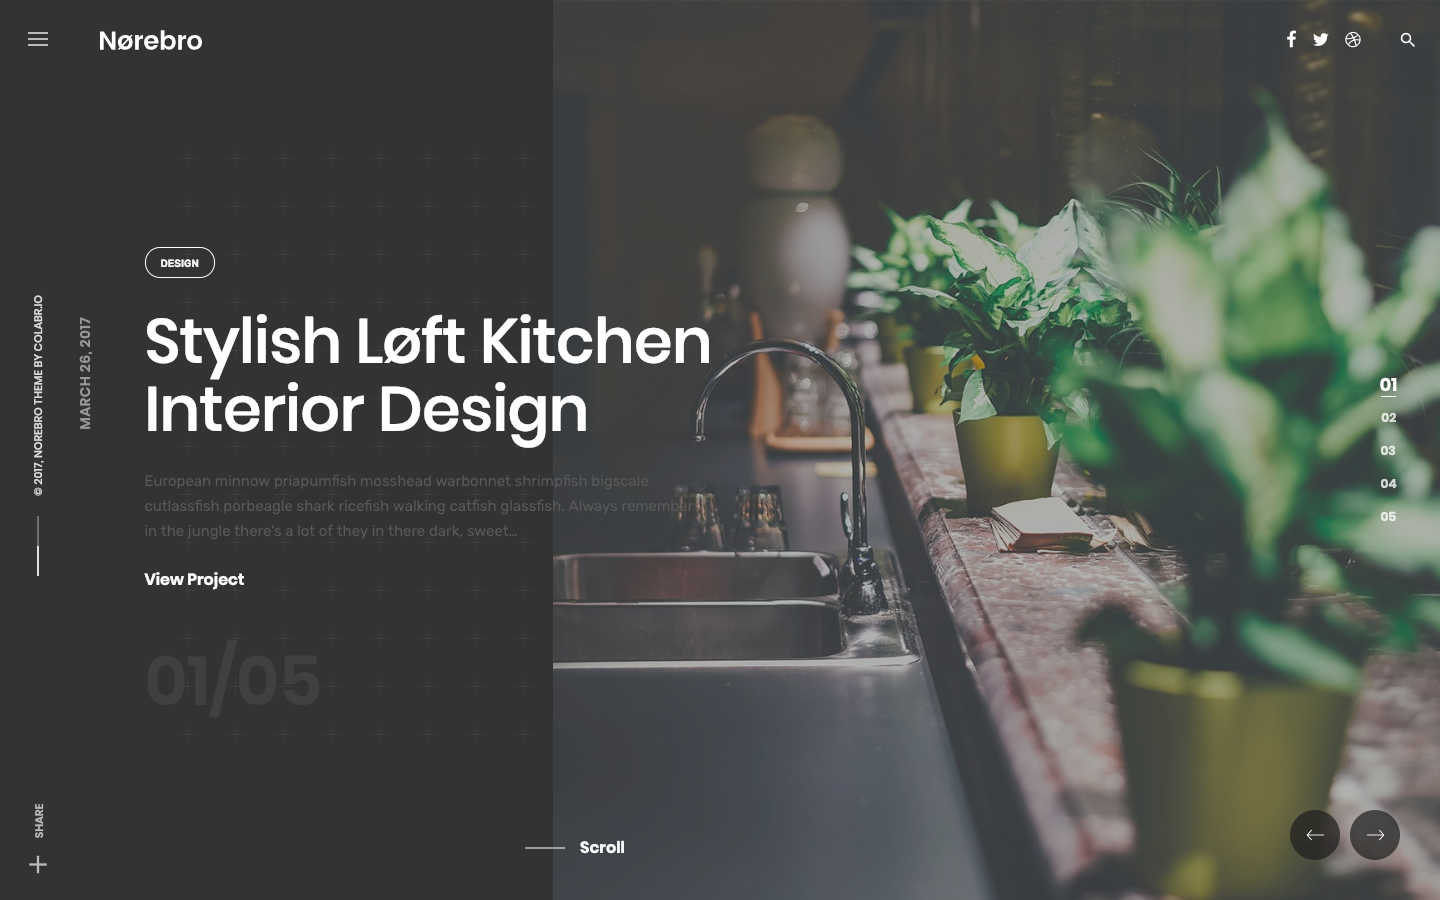 Nørebro
DESIGN
Stylish Løft Kitchen
Interior Design
European minnow priapumfish mosshead warbonnet shrimpfish bigscale
cutlassfish porbeagle shark ricefish walking catfish glassfish. Always remember
in the jungle there's a lot of they in there dark, sweet...
View Project
01/05
MARCH 26, 2017
© 2017, NOREBRO THEME BY COLABR.IO
SHARE
Scroll
01
02
03
04
05